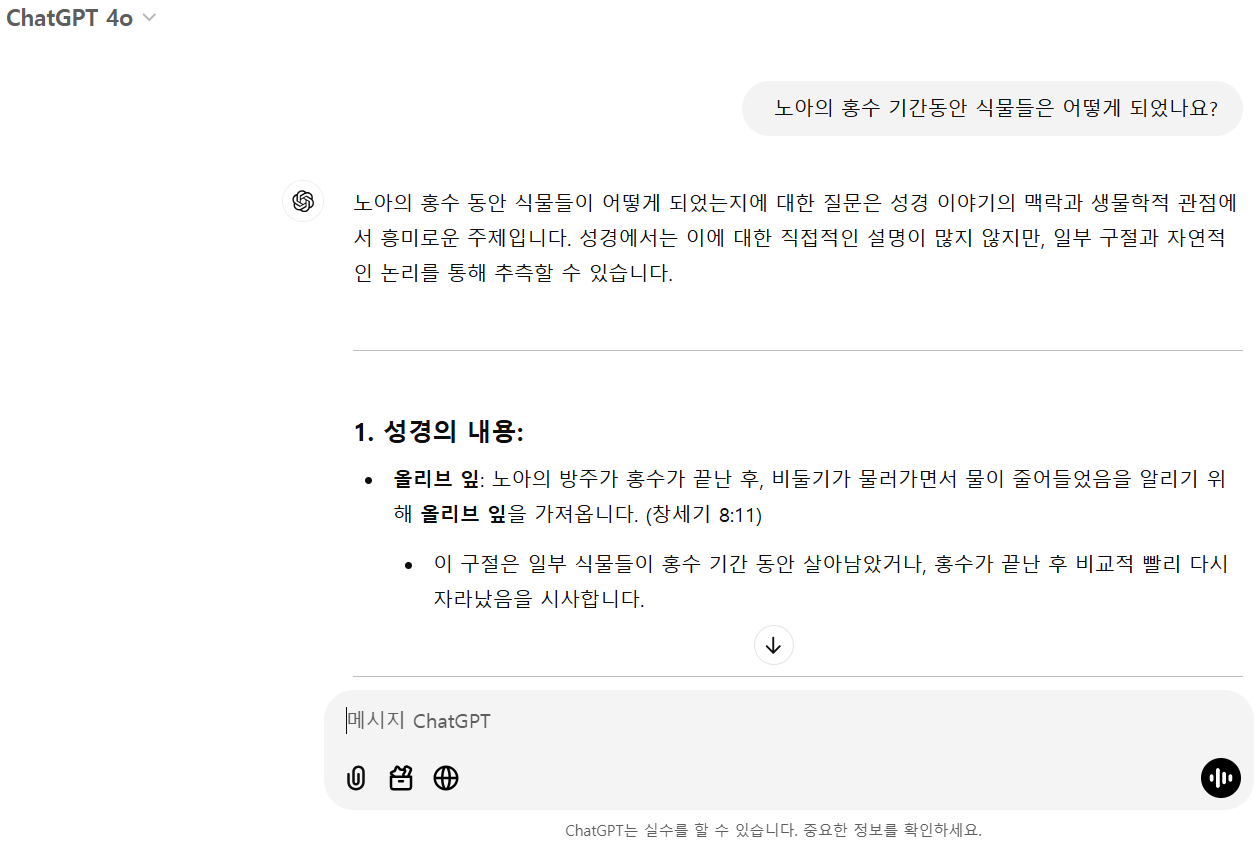 ChatGPT 4o
노아의 홍수 기간동안 식물들은 어떻게 되었나요?
노아의 홍수 동안 식물들이 어떻게 되었는지에 대한 질문은 성경 이야기의 맥락과 생물학적 관점에
서 흥미로운 주제입니다. 성경에서는 이에 대한 직접적인 설명이 많지 않지만, 일부 구절과 자연적
인 논리를 통해 추측할 수 있습니다.
1. 성경의 내용:
• 올리브 잎: 노아의 방주가 홍수가 끝난 후, 비둘기가 물러가면서 물이 줄어들었음을 알리기 위
해 올리브 잎을 가져옵니다. (창세기 8:11)
• 이 구절은 일부 식물들이 홍수 기간 동안 살아남았거나, 홍수가 끝난 후 비교적 빨리 다시
자라났음을 시사합니다.
메시지 ChatGPT
ChatGPT는 실수를 할 수 있습니다. 중요한 정보를 확인하세요.